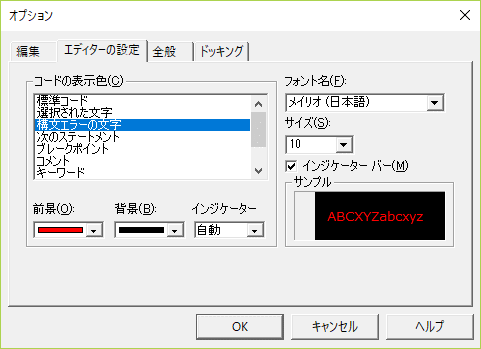 オプション
編集
エディターの設定
全般
ドッキング
コードの表示色(C)
標準コード
選択された文字
構文エラーの文字
次のステートメント
ブレークポイント
コメント
キーワード
前景(O):
背景(B):
インジケーター
自動
フォント名(F):
メイリオ (日本語)
サイズ(S):
10
インジケーター バー(M)
サンプル
ABCXYZabcxyz
OK
キャンセル
ヘルプ